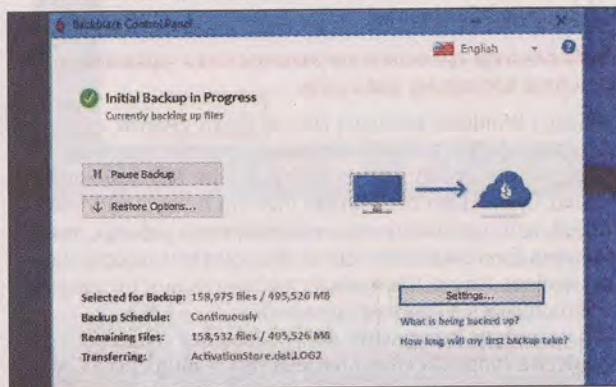 Backblaze Control Panel
English
Initial Backup in Progress
Currently backing up files
Pause Backup
Restore Options...
Selected for Backup: 158,975 files / 495,526 MB
Backup Schedule: Continuously
Remaining Files: 158,532 files / 495,526 MB
Transferring: ActivationStore.dat.LOG2
Settings...
What is being backed up?
How long will my first backup take?